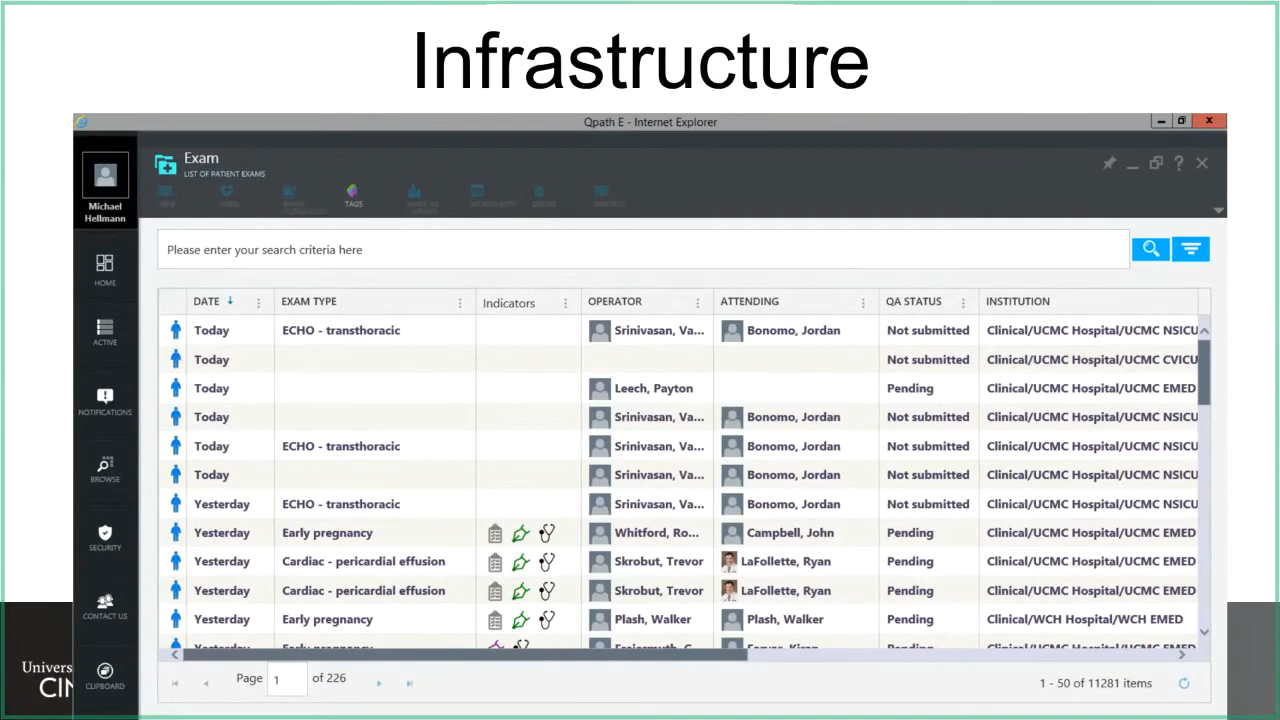 Infrastructure
Qpath E - Internet Explorer
Exam
LIST OF PATIENT EXAMS
TAGS
Michael
Hellmann
HOME
ACTIVE
NOTIFICATIONS
BROWSE
SECURITY
CONTACT US
CLIPBOARD
Please enter your search criteria here
DATE EXAM TYPE Indicators OPERATOR ATTENDING QA STATUS INSTITUTION
Today ECHO - transthoracic Srinivasan, Va... Bonomo, Jordan Not submitted Clinical/UCMC Hospital/UCMC NSICU
Today Not submitted Clinical/UCMC Hospital/UCMC CVICU
Today Leech, Payton Pending Clinical/UCMC Hospital/UCMC EMED
Today Srinivasan, Va... Bonomo, Jordan Not submitted Clinical/UCMC Hospital/UCMC NSICU
Today ECHO - transthoracic Srinivasan, Va... Bonomo, Jordan Not submitted Clinical/UCMC Hospital/UCMC NSICU
Today Srinivasan, Va... Bonomo, Jordan Not submitted Clinical/UCMC Hospital/UCMC NSICU
Yesterday ECHO - transthoracic Srinivasan, Va... Bonomo, Jordan Not submitted Clinical/UCMC Hospital/UCMC NSICU
Yesterday Early pregnancy Whitford, Ro... Campbell, John Pending Clinical/UCMC Hospital/UCMC EMED
Yesterday Cardiac - pericardial effusion Skrobut, Trevor LaFollette, Ryan Pending Clinical/UCMC Hospital/UCMC EMED
Yesterday Cardiac - pericardial effusion Skrobut, Trevor LaFollette, Ryan Pending Clinical/UCMC Hospital/UCMC EMED
Yesterday Early pregnancy Plash, Walker Plash, Walker Pending Clinical/WCH Hospital/WCH EMED
Page 1 of 226
1 - 50 of 11281 items
Univers
CIN